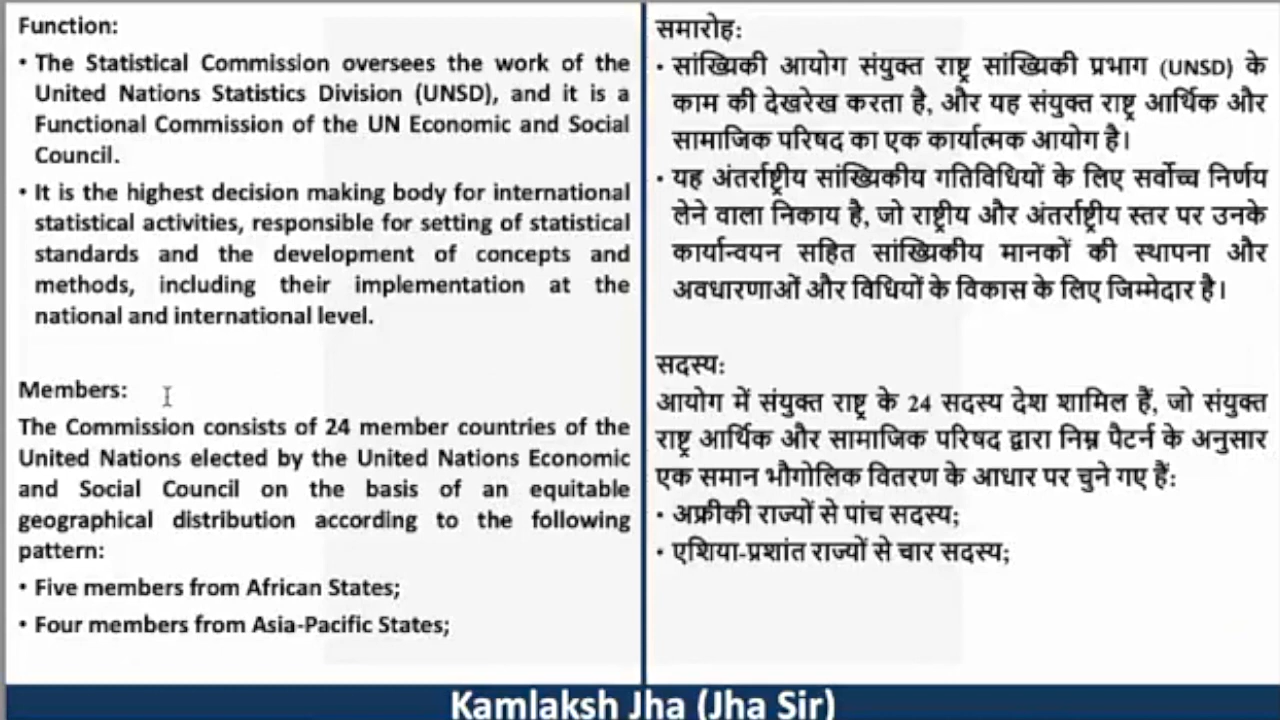 Function:
• The Statistical Commission oversees the work of the
United Nations Statistics Division (UNSD), and it is a
Functional Commission of the UN Economic and Social
Council.
• It is the highest decision making body for international
statistical activities, responsible for setting of statistical
standards and the development of concepts and
methods, including their implementation at the
national and international level.
Members:
The Commission consists of 24 member countries of the
United Nations elected by the United Nations Economic
and Social Council on the basis of an equitable
geographical distribution according to the following
pattern:
• Five members from African States;
• Four members from Asia-Pacific States;
समारोह:
• सांख्यिकी आयोग संयुक्त राष्ट्र सांख्यिकी प्रभाग (UNSD) के
काम की देखरेख करता है, और यह संयुक्त राष्ट्र आर्थिक और
सामाजिक परिषद का एक कार्यात्मक आयोग है।
• यह अंतर्राष्ट्रीय सांख्यिकीय गतिविधियों के लिए सर्वोच्च निर्णय
लेने वाला निकाय है, जो राष्ट्रीय और अंतर्राष्ट्रीय स्तर पर उनके
कार्यान्वयन सहित सांख्यिकीय मानकों की स्थापना और
अवधारणाओं और विधियों के विकास के लिए जिम्मेदार है।
सदस्य:
आयोग में संयुक्त राष्ट्र के 24 सदस्य देश शामिल हैं, जो संयुक्त
राष्ट्र आर्थिक और सामाजिक परिषद द्वारा निम्न पैटर्न के अनुसार
एक समान भौगोलिक वितरण के आधार पर चुने गए हैं:
• अफ्रीकी राज्यों से पांच सदस्य;
• एशिया-प्रशांत राज्यों से चार सदस्य;
Kamlaksh Jha (Jha Sir)